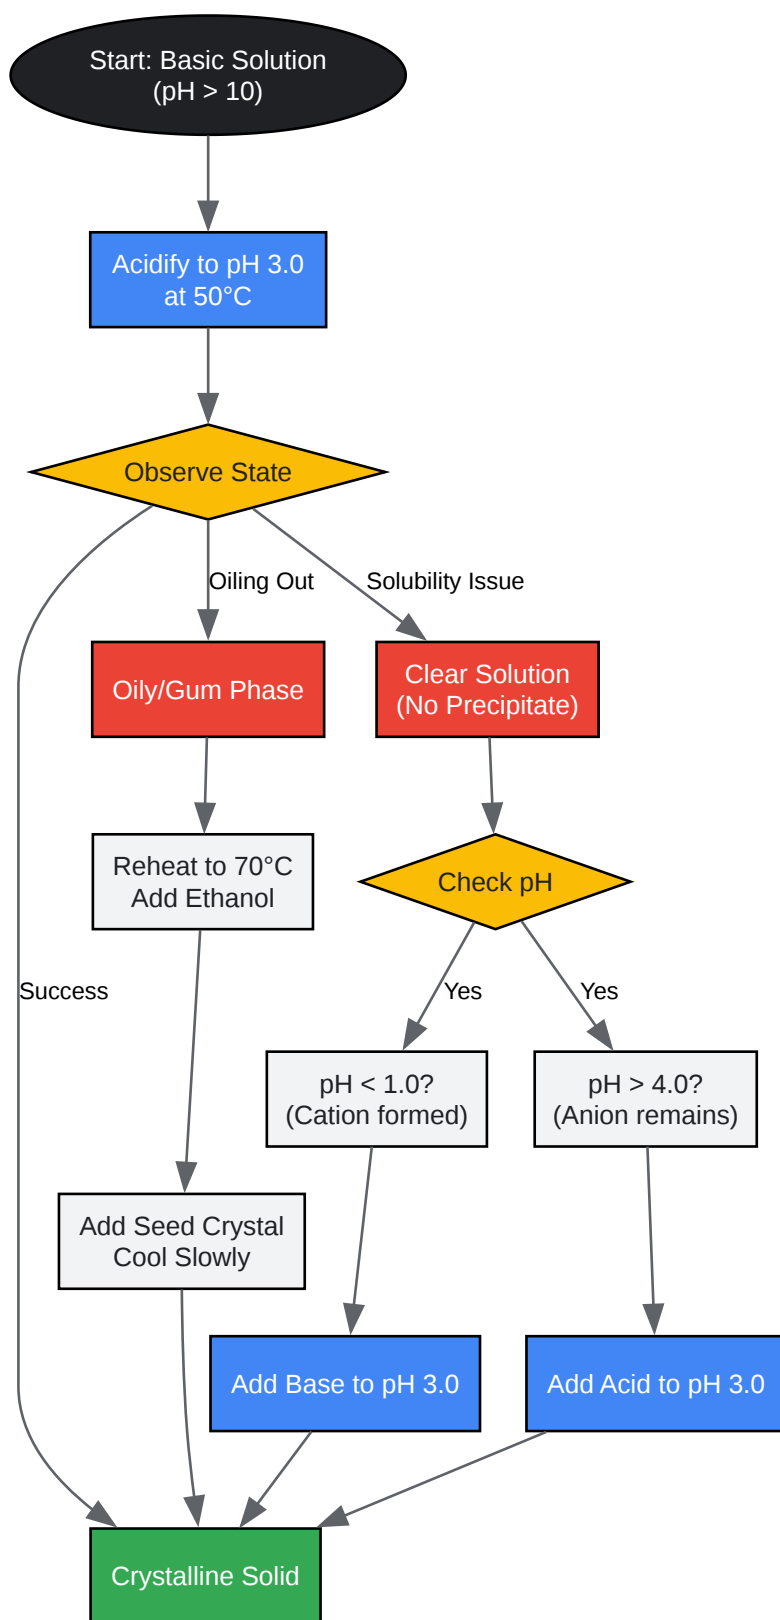 Start: Basic Solution
(pH > 10)
Acidify to pH 3.0
at 50°C
Observe State
Oiling Out
Solubility Issue
Oily/Gum Phase
Clear Solution
(No Precipitate)
Reheat to 70°C
Add Ethanol
Check pH
Success
Yes
Yes
pH < 1.0?
(Cation formed)
pH > 4.0?
(Anion remains)
Add Seed Crystal
Cool Slowly
Add Base to pH 3.0
Add Acid to pH 3.0
Crystalline Solid